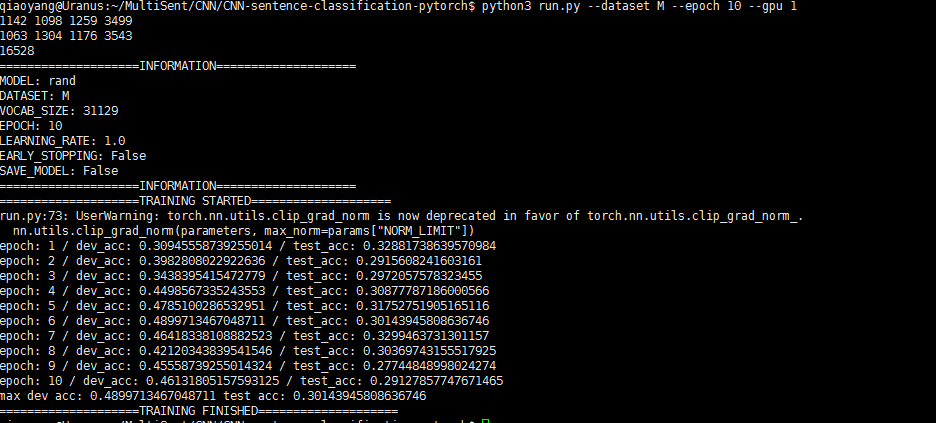 qiaoyang@Uranus:~/MultiSent/CNN/CNN-sentence-classification-pytorch$ python3 run.py --dataset M --epoch 10 --gpu 1
1142 1098 1259 3499
1063 1304 1176 3543
16528
====================INFORMATION====================
MODEL: rand
DATASET: M
VOCAB_SIZE: 31129
EPOCH: 10
LEARNING_RATE: 1.0
EARLY_STOPPING: False
SAVE_MODEL: False
====================INFORMATION====================
====================TRAINING STARTED====================
run.py:73: UserWarning: torch.nn.utils.clip_grad_norm is now deprecated in favor of torch.nn.utils.clip_grad_norm_.
  nn.utils.clip_grad_norm(parameters, max_norm=params["NORM_LIMIT"])
epoch: 1 / dev_acc: 0.30945558739255014 / test_acc: 0.32881738639570984
epoch: 2 / dev_acc: 0.3982808022922636 / test_acc: 0.2915608241603161
epoch: 3 / dev_acc: 0.3438395415472779 / test_acc: 0.2972057578323455
epoch: 4 / dev_acc: 0.4498567335243553 / test_acc: 0.30877787186000566
epoch: 5 / dev_acc: 0.4785100286532951 / test_acc: 0.31752751905165116
epoch: 6 / dev_acc: 0.4899713467048711 / test_acc: 0.30143945808636746
epoch: 7 / dev_acc: 0.46418338108882523 / test_acc: 0.3299463731301157
epoch: 8 / dev_acc: 0.42120343839541546 / test_acc: 0.30369743155517925
epoch: 9 / dev_acc: 0.45558739255014324 / test_acc: 0.27744848998024274
epoch: 10 / dev_acc: 0.46131805157593125 / test_acc: 0.29127857747671465
max dev acc: 0.4899713467048711 test acc: 0.30143945808636746
====================TRAINING FINISHED====================